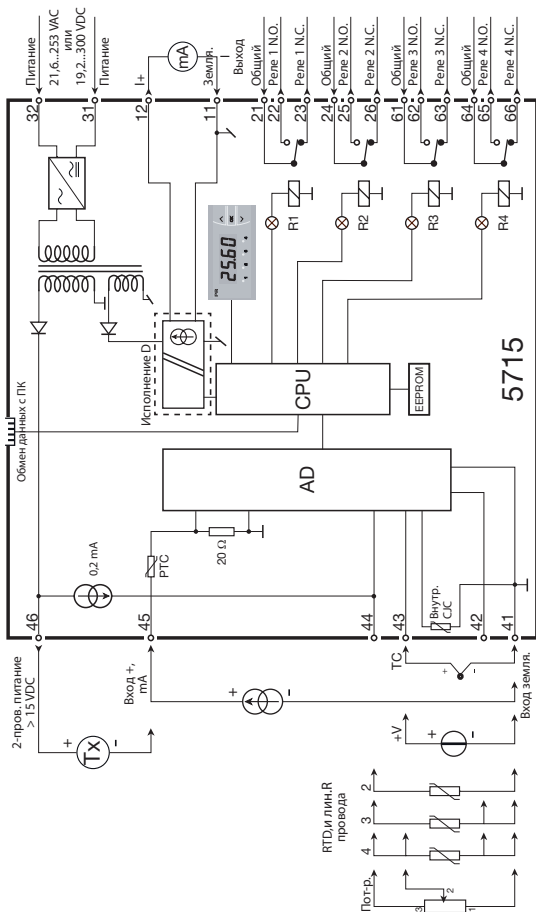 Питание
21,6...253 VAC
или
19,2...300 VDC
Питание
I+
mA
Земля.
I -
Выход
Общий
Реле 1 N.O.
Реле 1 N.C.
Общий
Реле 2 N.O.
Реле 2 N.C.
Общий
Реле 3 N.O.
Реле 3 N.C.
Общий
Реле 4 N.O.
Реле 4 N.C.
32
31
12
11
21
22
23
24
25
26
61
62
63
64
65
66
Обмен данных с ПК
Исполнение D
25.60
OK
R1
R2
R3
R4
CPU
EEPROM
5715
AD
0,2 mA
PTC
20 Ω
Внутр.
CJC
46
45
44
43
42
41
2-пров. питание
> 15 VDC
+
Tx
-
Вход +,
mA
+
-
TC
+
-
Вход земля.
+V
+
-
RTD,и лин.R
провода
2
3
4
Пот-р.
3
2
1